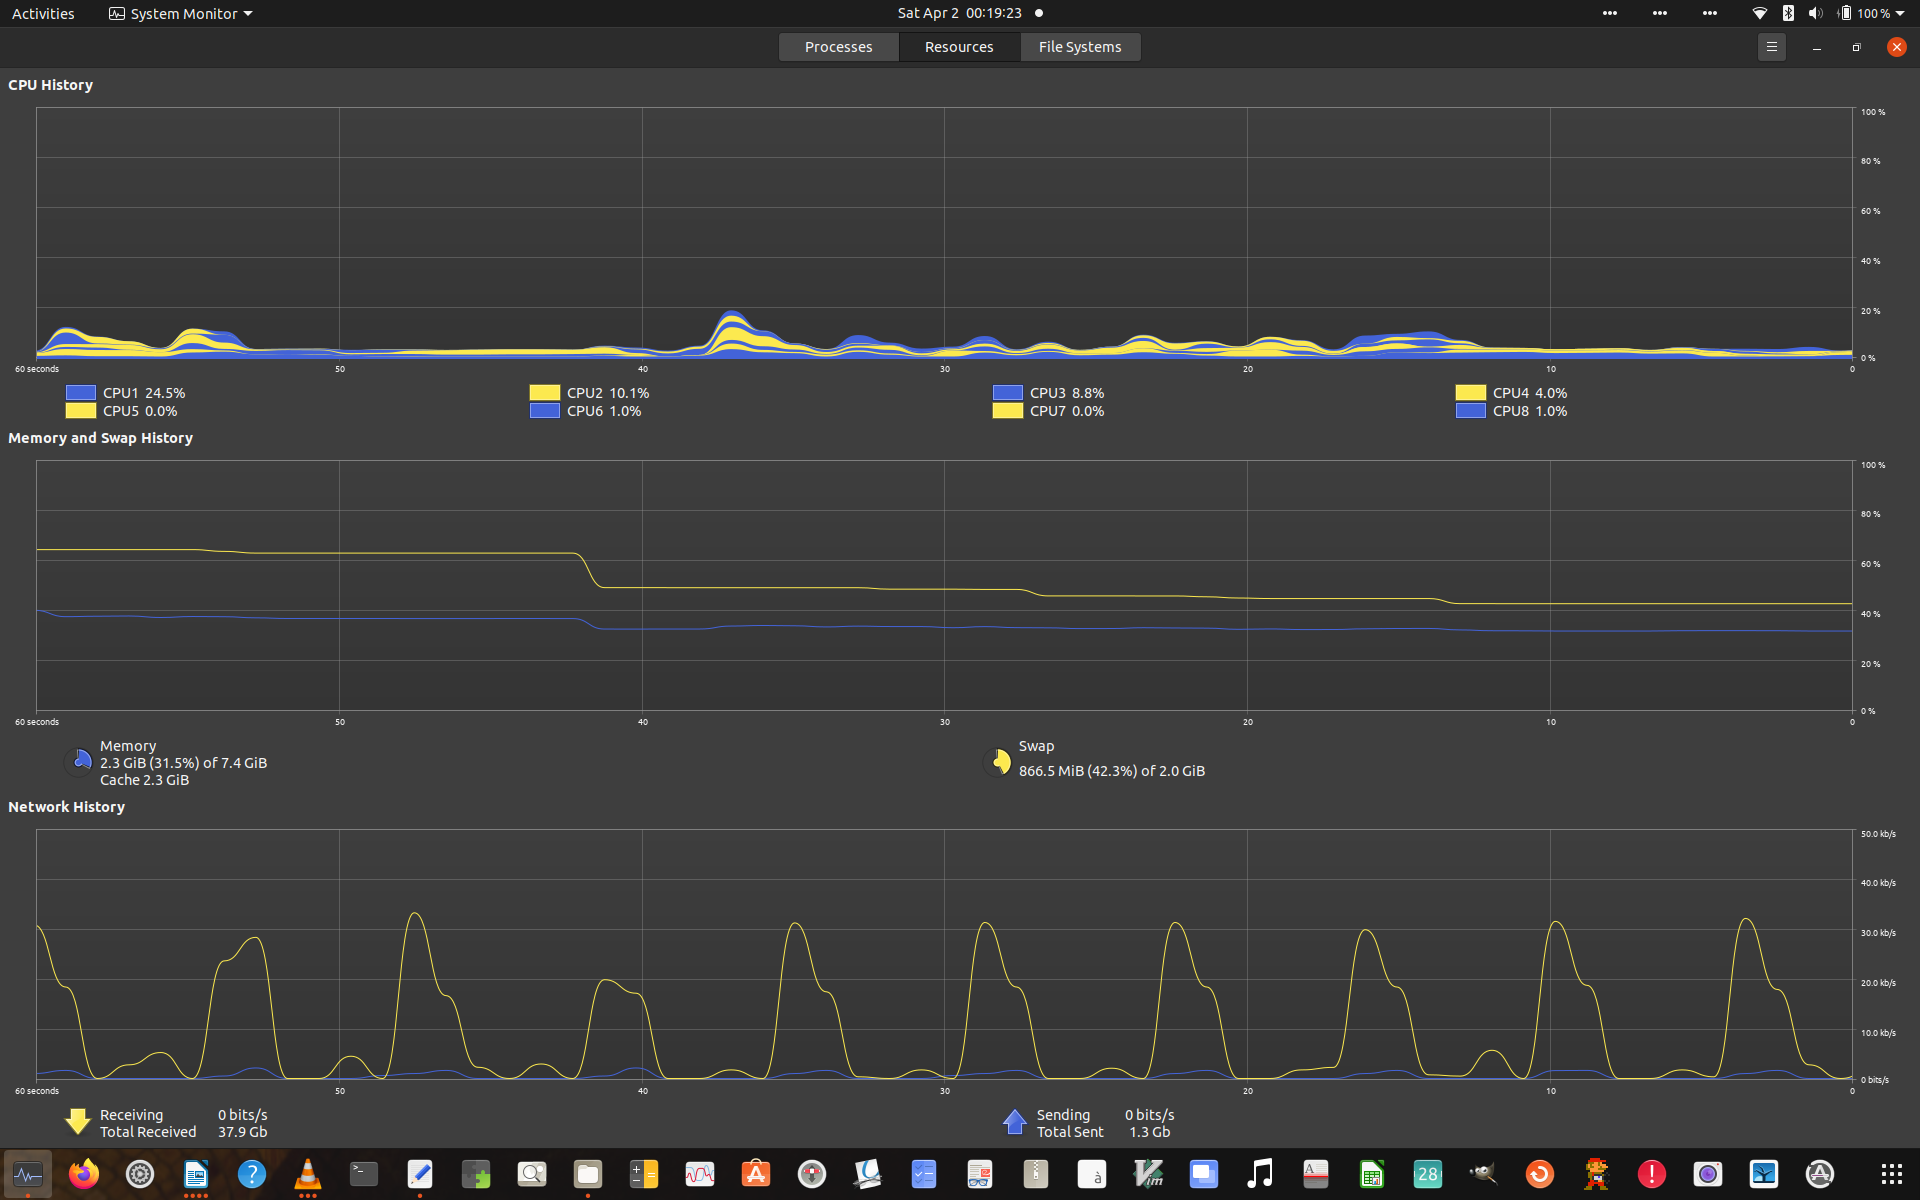 Activities System Monitor Sat Apr 2 00:19:23 100 %
Processes Resources File Systems
CPU History
100 %
80 %
60 %
40 %
20 %
0 %
60 seconds 50 40 30 20 10 0
CPU1 24.5% CPU2 10.1% CPU3 8.8% CPU4 4.0%
CPU5 0.0% CPU6 1.0% CPU7 0.0% CPU8 1.0%
Memory and Swap History
100 %
80 %
60 %
40 %
20 %
0 %
60 seconds 50 40 30 20 10 0
Memory Swap
2.3 GiB (31.5%) of 7.4 GiB 866.5 MiB (42.3%) of 2.0 GiB
Cache 2.3 GiB
Network History
50.0 kb/s
40.0 kb/s
30.0 kb/s
20.0 kb/s
10.0 kb/s
0 bits/s
60 seconds 50 40 30 20 10 0
Receiving 0 bits/s Sending 0 bits/s
Total Received 37.9 Gb Total Sent 1.3 Gb
>_ ? à Vim A 28 !